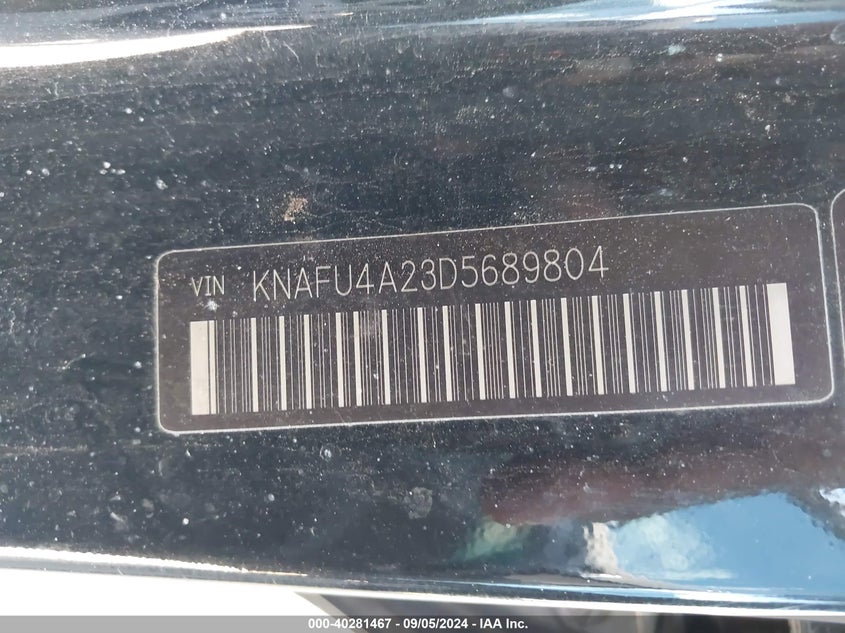 VIN KNAFU4A23D5689804
000-40281467 - 09/05/2024 - IAA Inc.